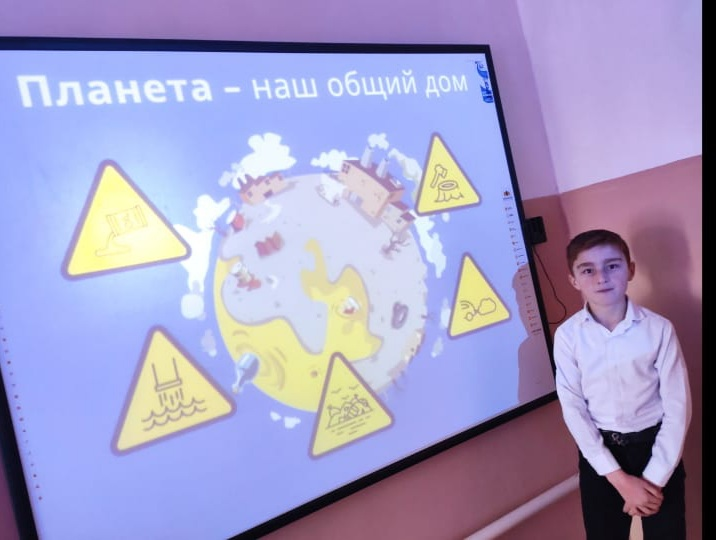 Планета – наш общий дом